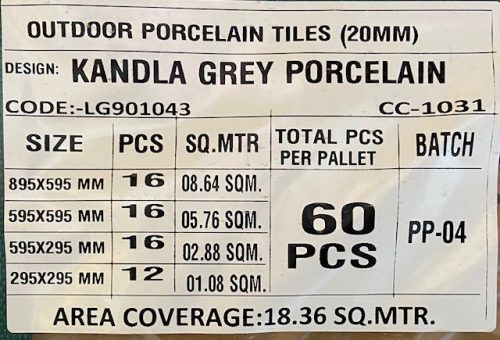 OUTDOOR PORCELAIN TILES (20MM)
DESIGN: KANDLA GREY PORCELAIN
CODE:-LG901043 CC-1031
SIZE PCS SQ.MTR TOTAL PCS PER PALLET BATCH
895X595 MM 16 08.64 SQM.
595X595 MM 16 05.76 SQM.
595X295 MM 16 02.88 SQM.
295X295 MM 12 01.08 SQM.
60 PCS
PP-04
AREA COVERAGE:18.36 SQ.MTR.